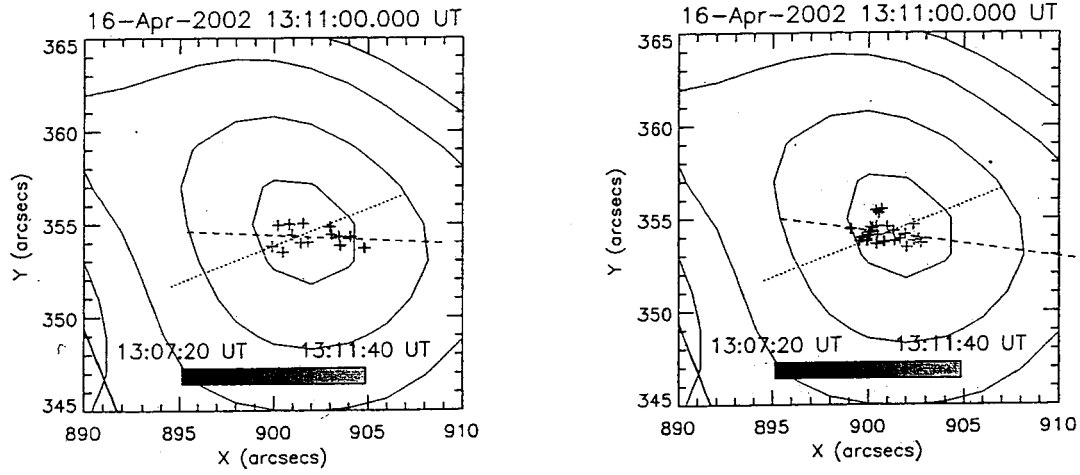 16-Apr-2002 13:11:00.000 UT
365
360
355
350
345
Y (arcsecs)
13:07:20 UT 13:11:40 UT
890 895 900 905 910
X (arcsecs)
16-Apr-2002 13:11:00.000 UT
365
360
355
350
345
Y (arcsecs)
13:07:20 UT 13:11:40 UT
890 895 900 905 910
X (arcsecs)